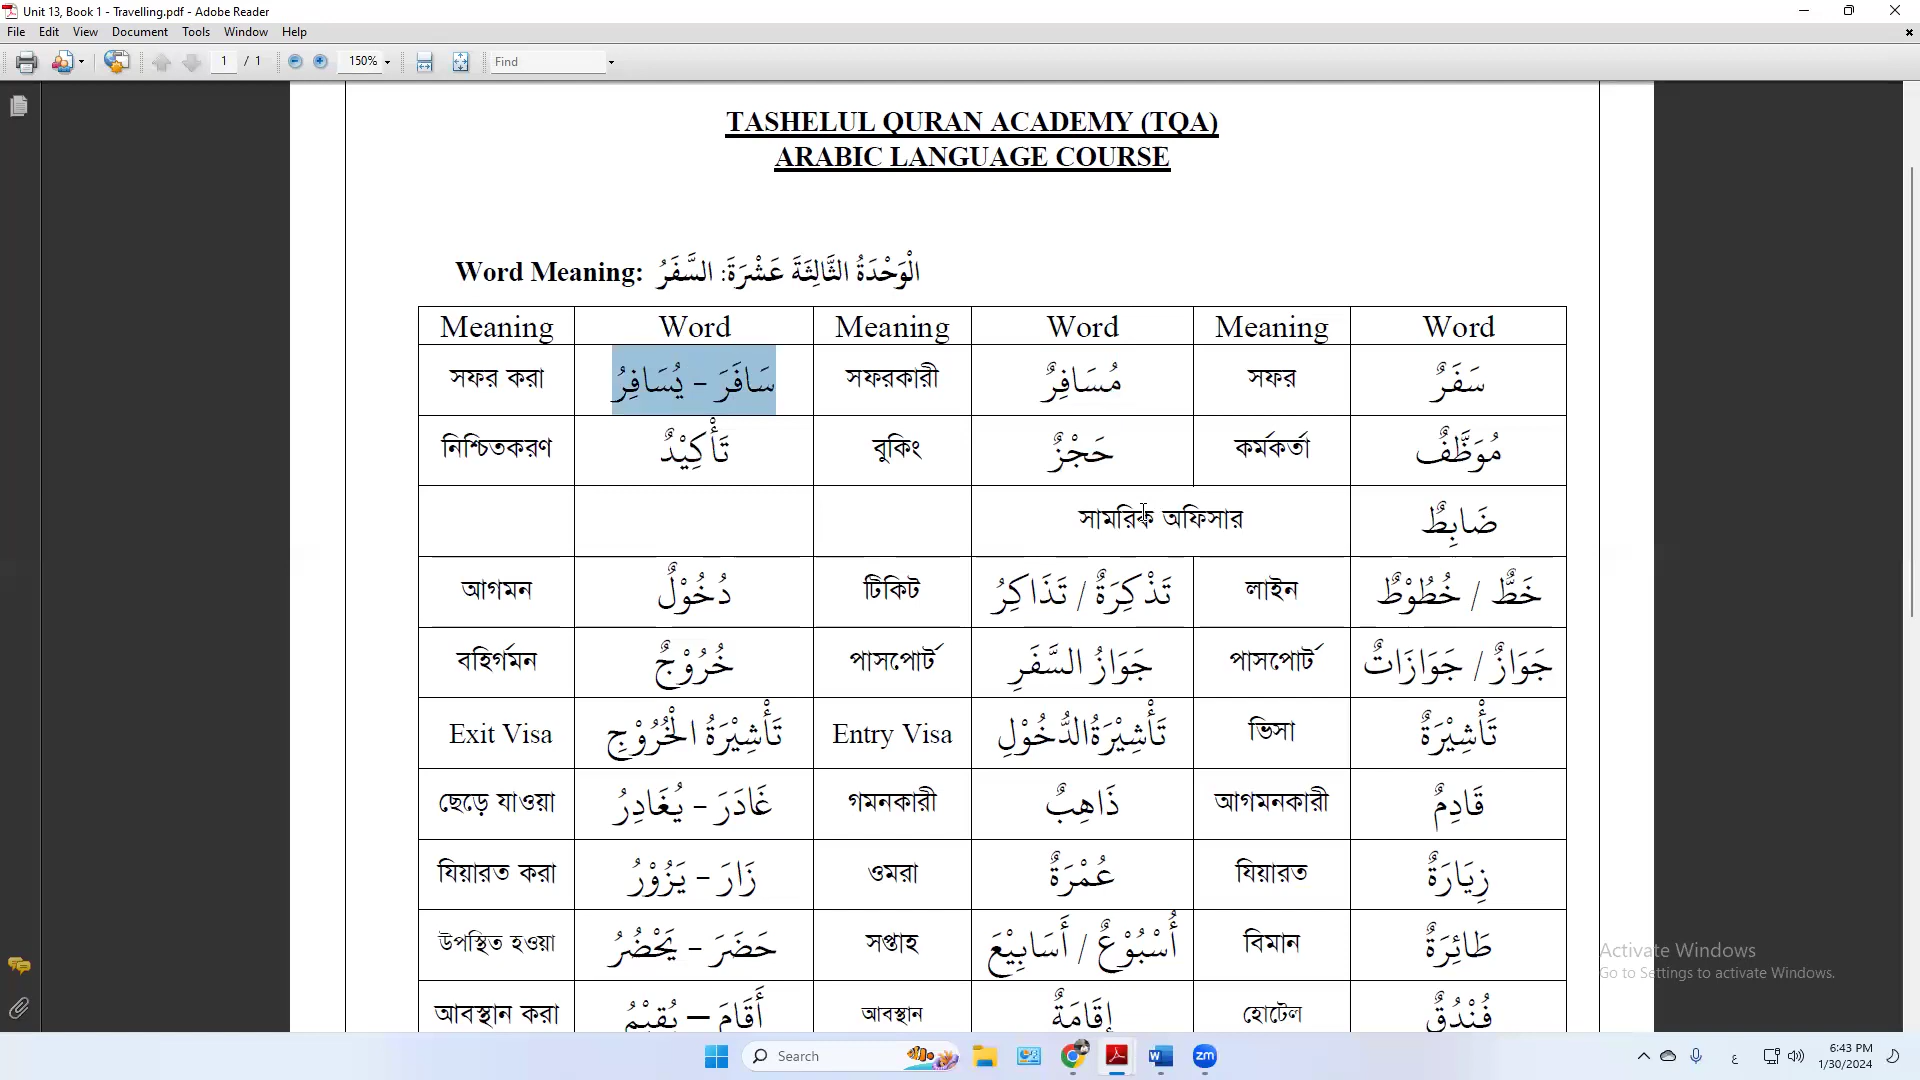 Unit 13, Book 1 - Travelling.pdf - Adobe Reader
File Edit View Document Tools Window Help
1 / 1 150% Find
TASHELUL QURAN ACADEMY (TQA)
ARABIC LANGUAGE COURSE
Word Meaning: الْوَحْدَةُ الثَّالِثَةَ عَشْرَةَ: السَّفَرُ
Meaning Word Meaning Word Meaning Word
সফর করা سَافَرَ - يُسَافِرُ সফরকারী مُسَافِرٌ সফর سَفَرٌ
নিশ্চিতকরণ تَأْكِيْدٌ বুকিং حَجْزٌ কর্মকর্তা مُوَظَّفٌ
সামরিক অফিসার ضَابِطٌ
আগমন دُخُوْلٌ টিকিট تَذْكِرَةٌ / تَذَاكِرُ লাইন خَطٌّ / خُطُوْطٌ
বহির্গমন خُرُوْجٌ পাসপোর্ট جَوَازُ السَّفَرِ পাসপোর্ট جَوَازٌ / جَوَازَاتٌ
Exit Visa تَأْشِيْرَةُ الْخُرُوْجِ Entry Visa تَأْشِيْرَةُالدُّخُوْلِ ভিসা تَأْشِيْرَةٌ
ছেড়ে যাওয়া غَادَرَ - يُغَادِرُ গমনকারী ذَاهِبٌ আগমনকারী قَادِمٌ
যিয়ারত করা زَارَ - يَزُوْرُ ওমরা عُمْرَةٌ যিয়ারত زِيَارَةٌ
উপস্থিত হওয়া حَضَرَ - يَحْضُرُ সপ্তাহ أُسْبُوْعٌ / أَسَابِيْعَ বিমান طَائِرَةٌ
আবস্থান করা أَقَامَ – يُقِيْمُ আবস্থান إِقَامَةٌ হোটেল فُنْدُقٌ
Activate Windows
Go to Settings to activate Windows.
Search
zm
ع
6:43 PM
1/30/2024